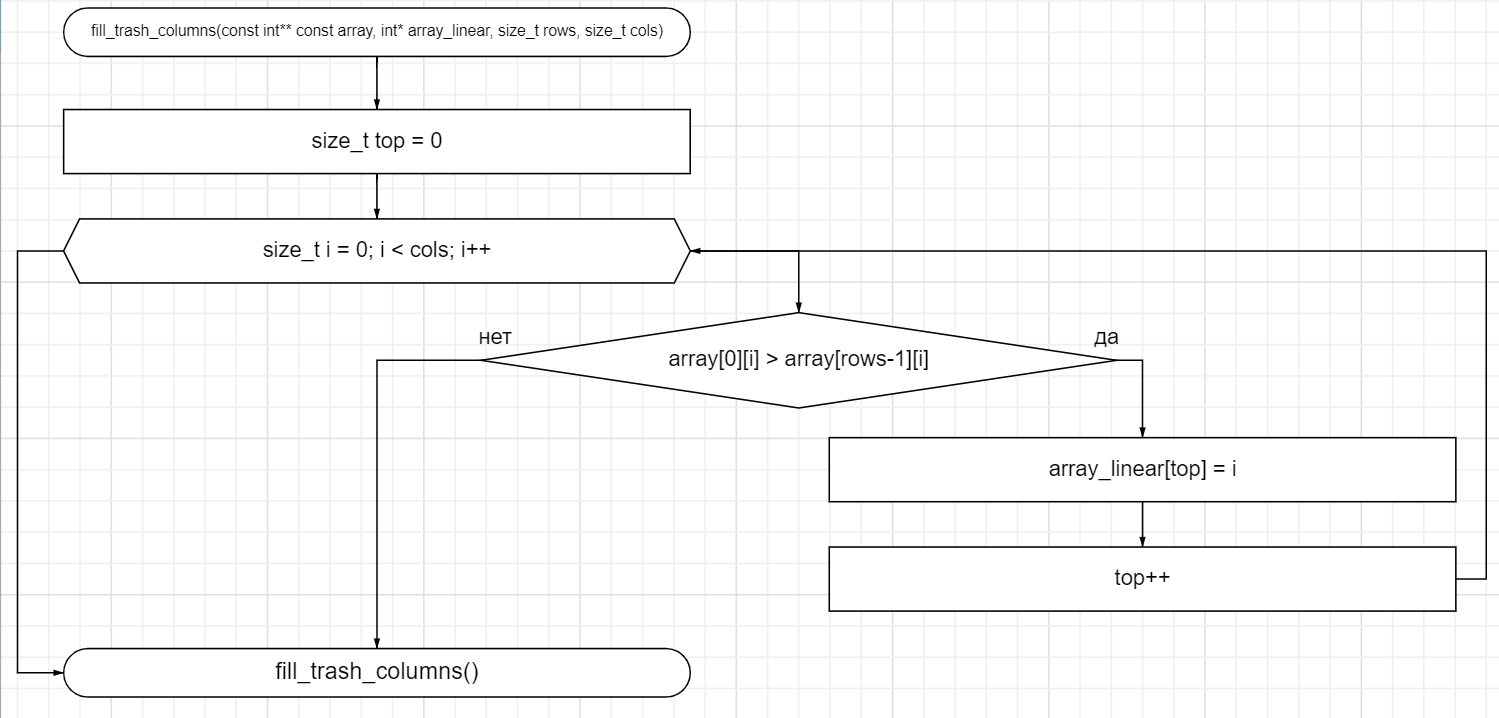 fill_trash_columns(const int** const array, int* array_linear, size_t rows, size_t cols)
size_t top = 0
size_t i = 0; i < cols; i++
нет
да
array[0][i] > array[rows-1][i]
array_linear[top] = i
top++
fill_trash_columns()